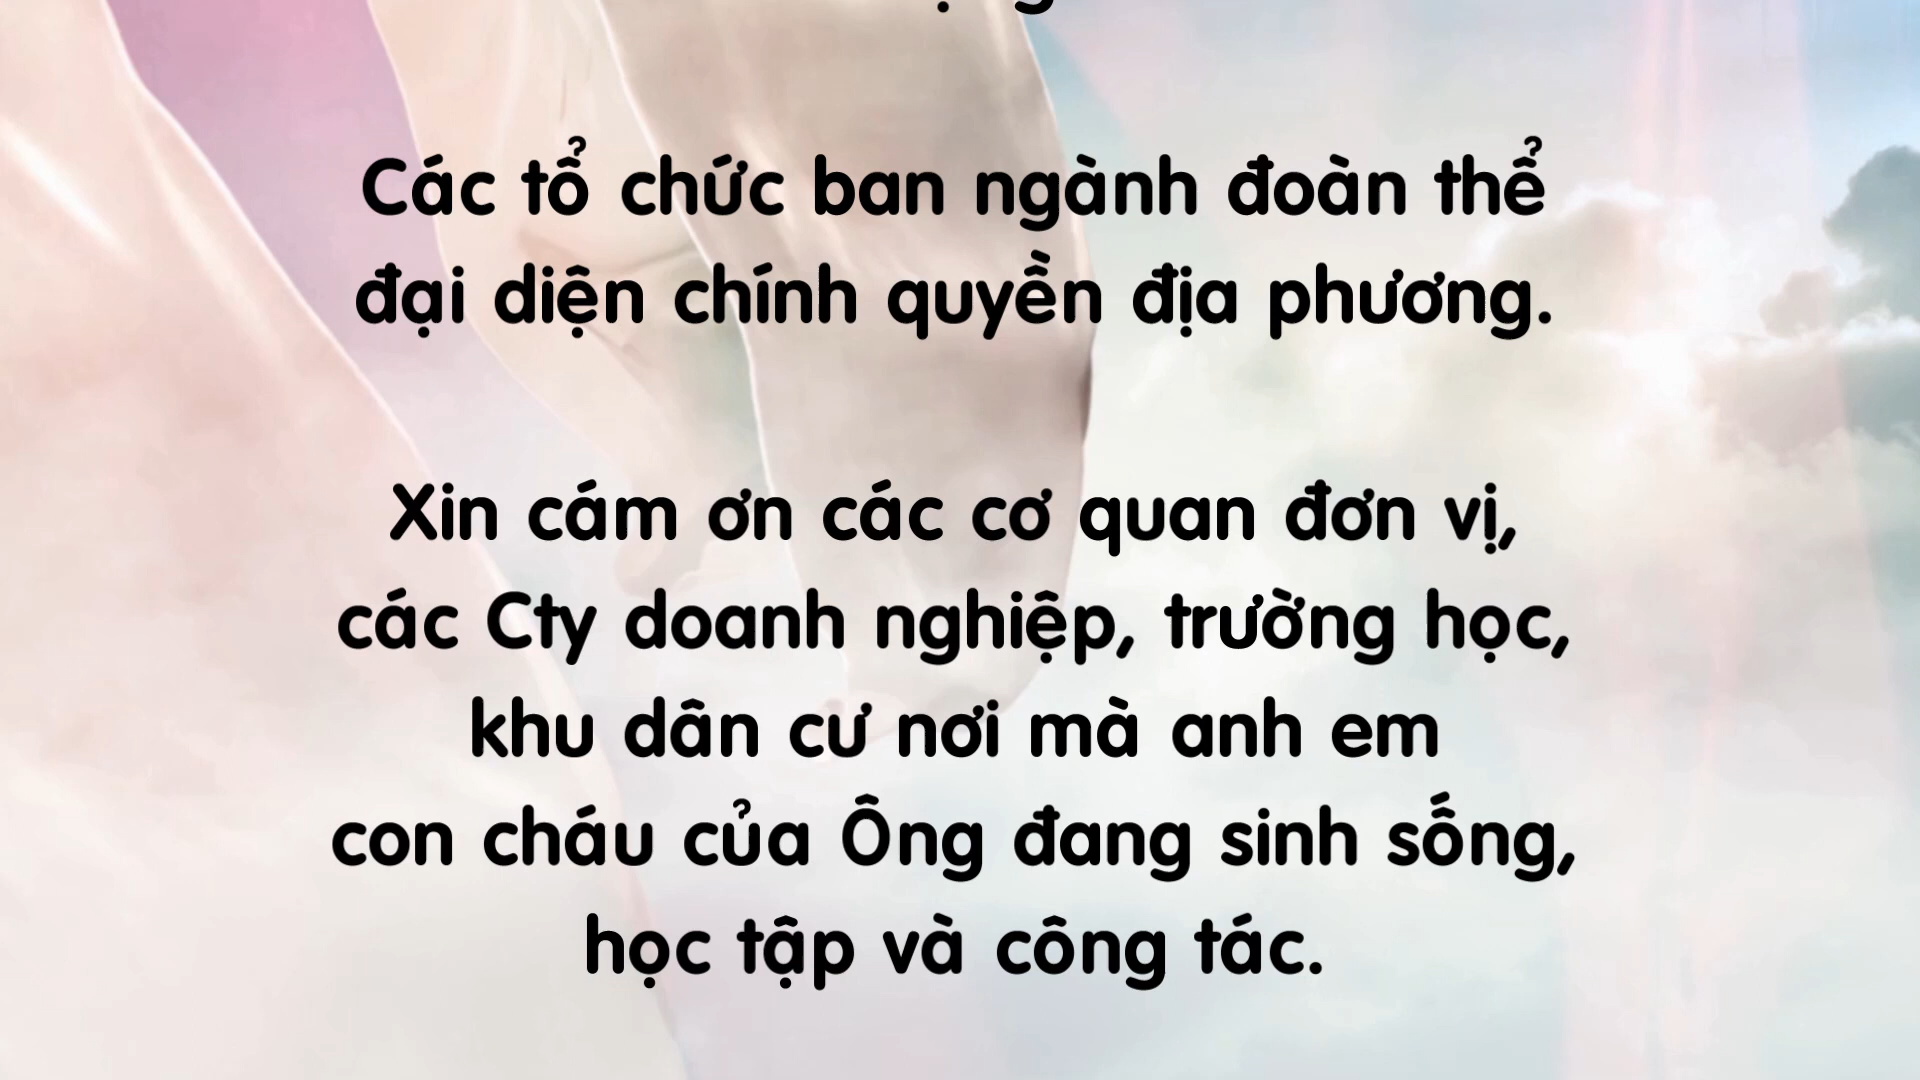 Các tổ chức ban ngành đoàn thể
đại diện chính quyền địa phương.
Xin cám ơn các cơ quan đơn vị,
các Cty doanh nghiệp, trường học,
khu dân cư nơi mà anh em
con cháu của Ông đang sinh sống,
học tập và công tác.